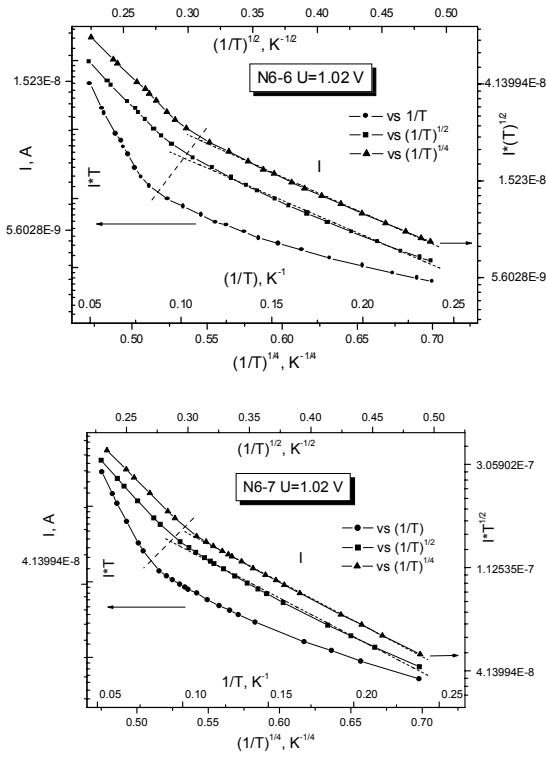 0.25 0.30 0.35 0.40 0.45 0.50
(1/T)1/2, K-1/2
N6-6 U=1.02 V
1.523E-8
4.13994E-8
vs 1/T
vs (1/T)1/2
vs (1/T)1/4
I, A
I*T
I
I*(T)1/2
1.523E-8
5.6028E-9
5.6028E-9
(1/T), K-1
0.05 0.10 0.15 0.20 0.25
0.50 0.55 0.60 0.65 0.70
(1/T)1/4, K-1/4
0.25 0.30 0.35 0.40 0.45 0.50
(1/T)1/2, K-1/2
3.05902E-7
N6-7 U=1.02 V
I, A
vs (1/T)
vs (1/T)1/2
vs (1/T)1/4
I*T1/2
4.13994E-8
I*T
I
1.12535E-7
4.13994E-8
1/T, K-1
0.05 0.10 0.15 0.20 0.25
0.50 0.55 0.60 0.65 0.70
(1/T)1/4, K-1/4